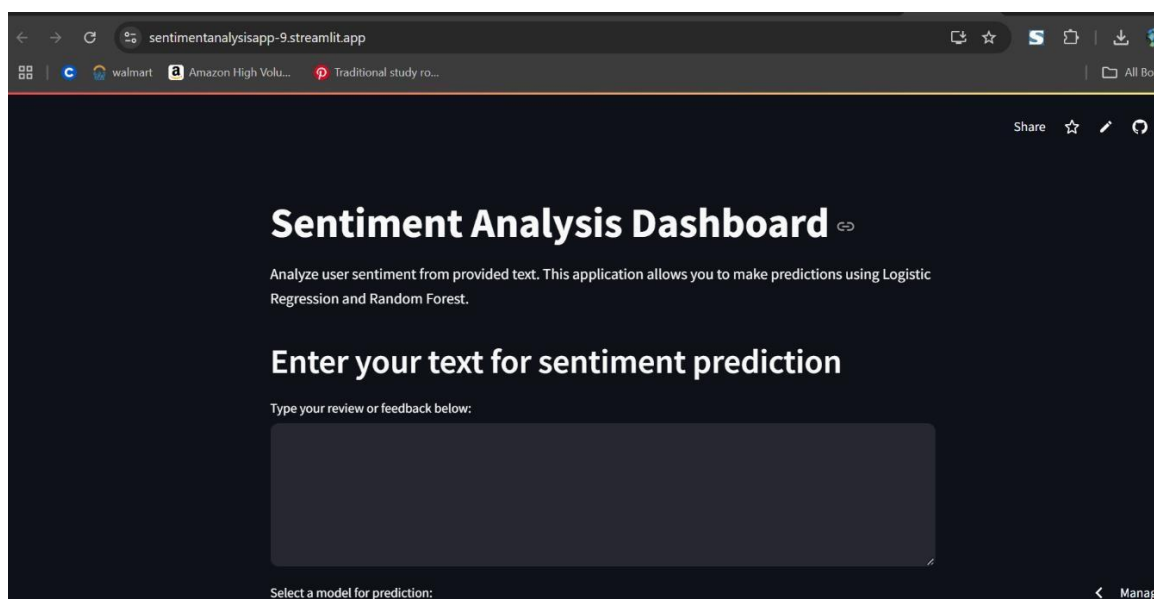 sentimentanalysisapp-9.streamlit.app
walmart Amazon High Volu... Traditional study ro... All Bo
Share
Sentiment Analysis Dashboard
Analyze user sentiment from provided text. This application allows you to make predictions using Logistic
Regression and Random Forest.
Enter your text for sentiment prediction
Type your review or feedback below:
Select a model for prediction:
Manag